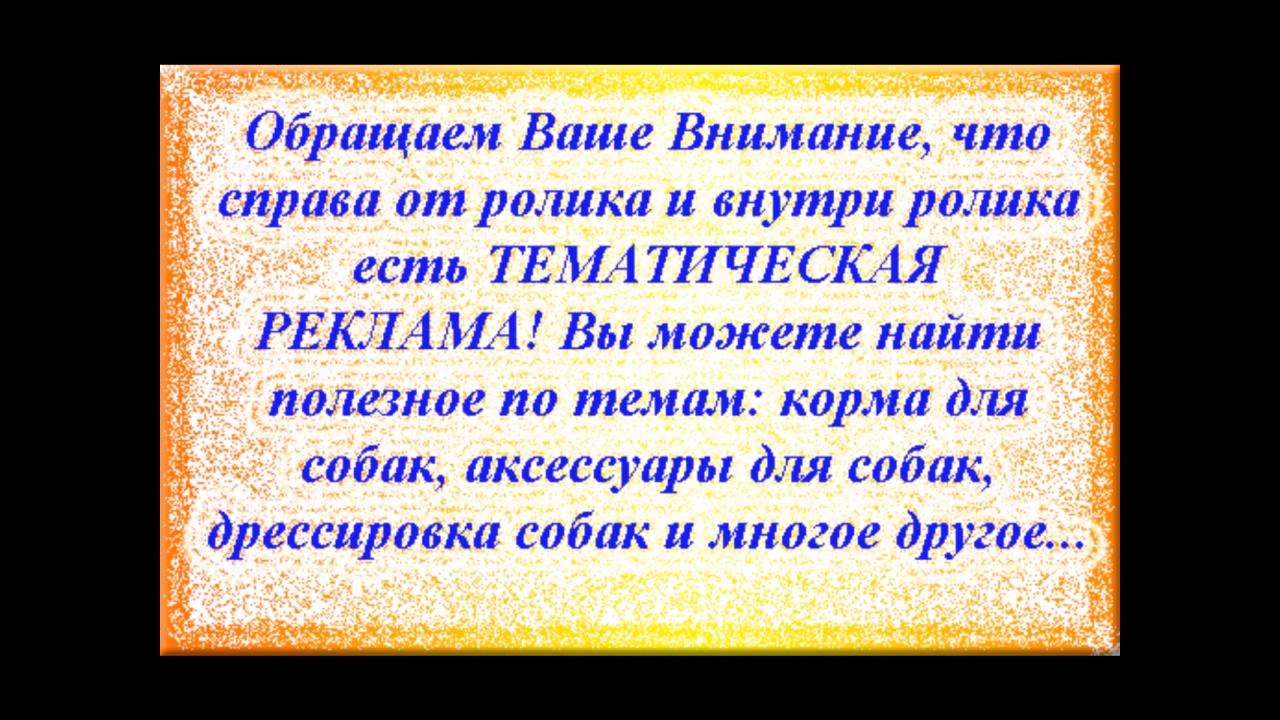 Обращаем Ваше Внимание, что
справа от ролика и внутри ролика
есть ТЕМАТИЧЕСКАЯ
РЕКЛАМА! Вы можете найти
полезное по темам: корма для
собак, аксессуары для собак,
дрессировка собак и многое другое...